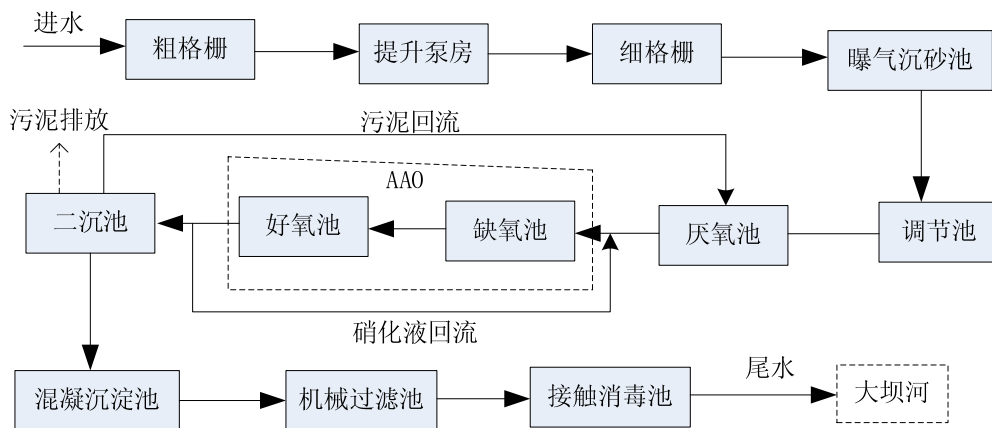 进水
粗格栅
提升泵房
细格栅
曝气沉砂池
污泥排放
污泥回流
AAO
二沉池
好氧池
缺氧池
厌氧池
调节池
硝化液回流
混凝沉淀池
机械过滤池
接触消毒池
尾水
大坝河